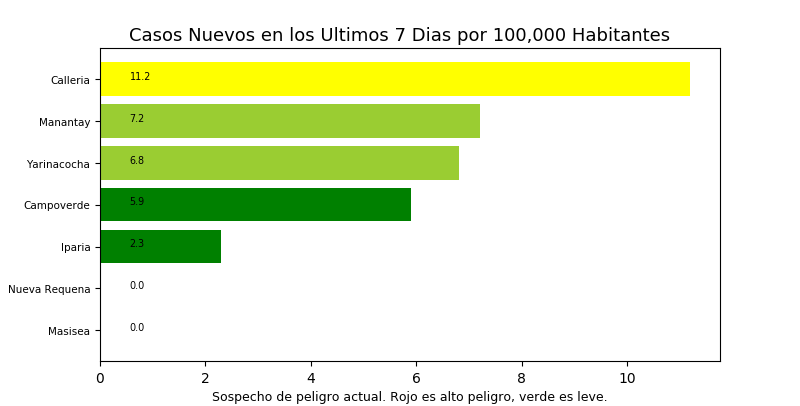 Casos Nuevos en los Ultimos 7 Dias por 100,000 Habitantes
Calleria 11.2
Manantay 7.2
Yarinacocha 6.8
Campoverde 5.9
Iparia 2.3
Nueva Requena 0.0
Masisea 0.0
0 2 4 6 8 10
Sospecho de peligro actual. Rojo es alto peligro, verde es leve.